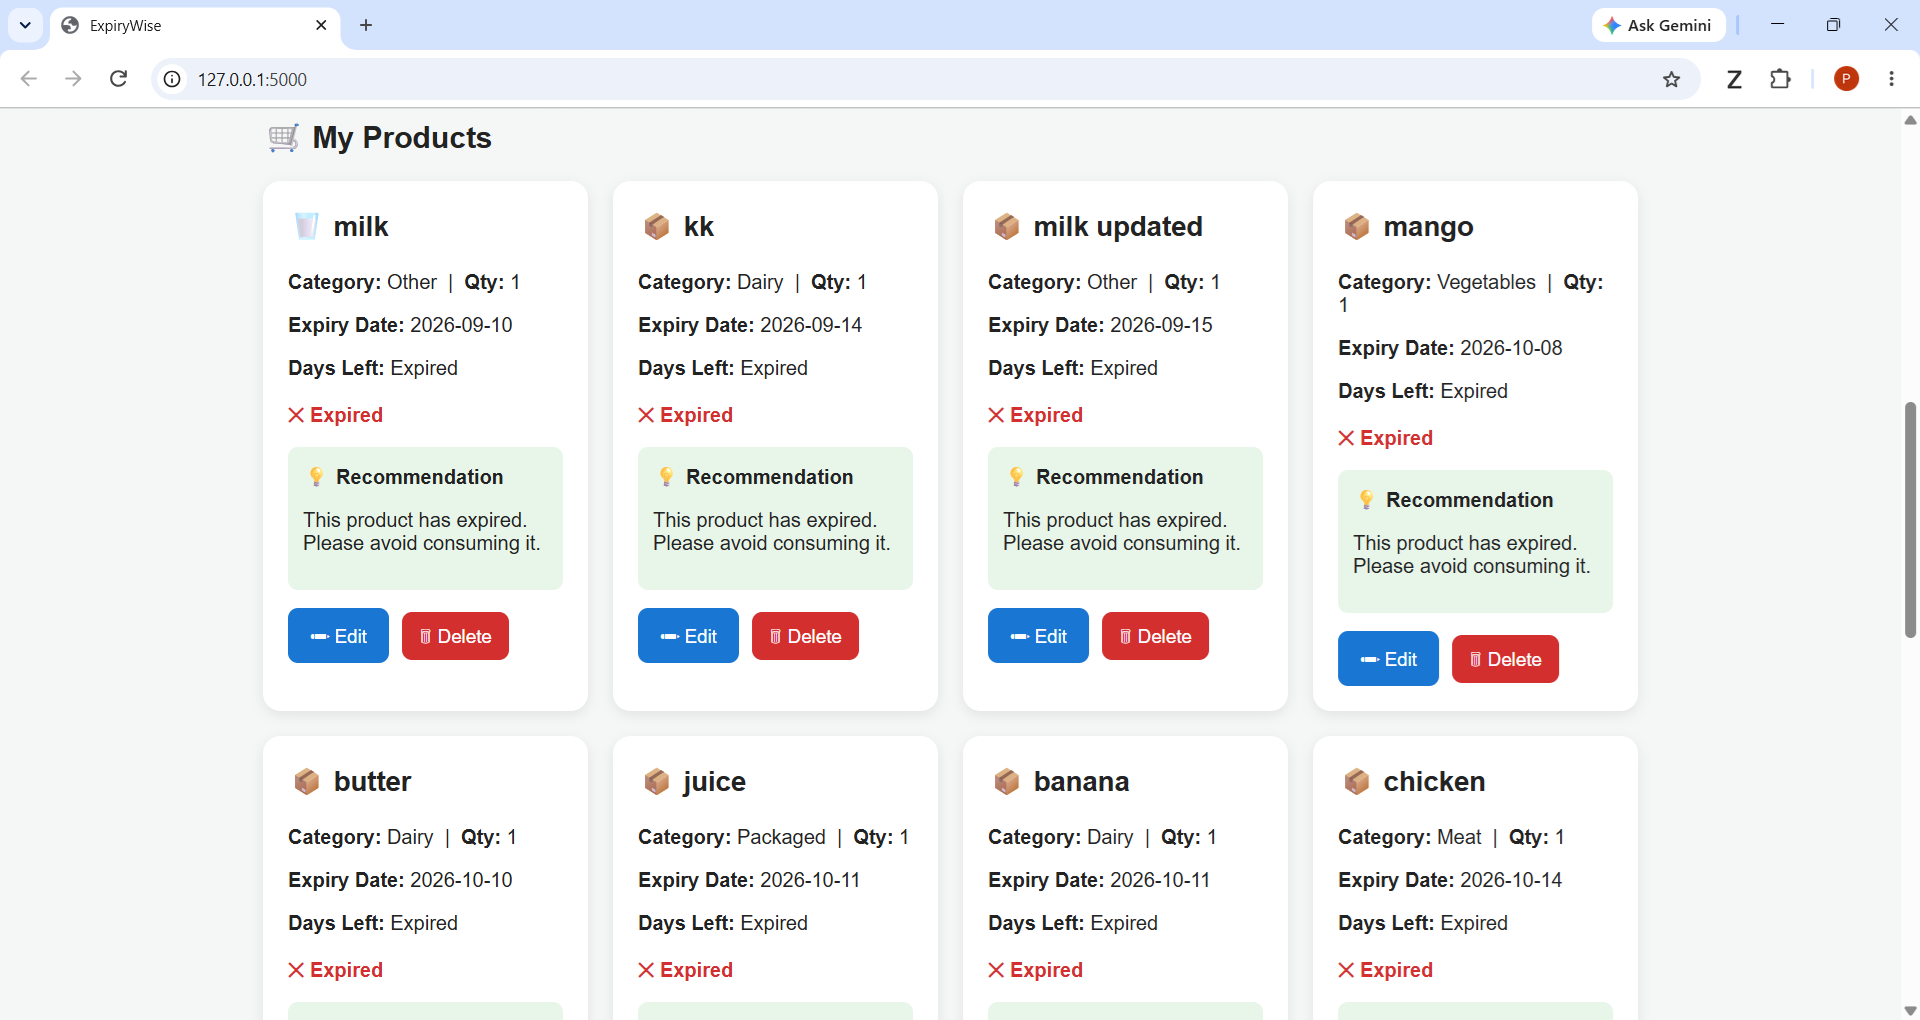 ExpiryWise
Ask Gemini
127.0.0.1:5000
Z
P
My Products
milk
Category: Other | Qty: 1
Expiry Date: 2026-09-10
Days Left: Expired
Expired
Recommendation
This product has expired.
Please avoid consuming it.
Edit
Delete
kk
Category: Dairy | Qty: 1
Expiry Date: 2026-09-14
Days Left: Expired
Expired
Recommendation
This product has expired.
Please avoid consuming it.
Edit
Delete
milk updated
Category: Other | Qty: 1
Expiry Date: 2026-09-15
Days Left: Expired
Expired
Recommendation
This product has expired.
Please avoid consuming it.
Edit
Delete
mango
Category: Vegetables | Qty:
1
Expiry Date: 2026-10-08
Days Left: Expired
Expired
Recommendation
This product has expired.
Please avoid consuming it.
Edit
Delete
butter
Category: Dairy | Qty: 1
Expiry Date: 2026-10-10
Days Left: Expired
Expired
juice
Category: Packaged | Qty: 1
Expiry Date: 2026-10-11
Days Left: Expired
Expired
banana
Category: Dairy | Qty: 1
Expiry Date: 2026-10-11
Days Left: Expired
Expired
chicken
Category: Meat | Qty: 1
Expiry Date: 2026-10-14
Days Left: Expired
Expired